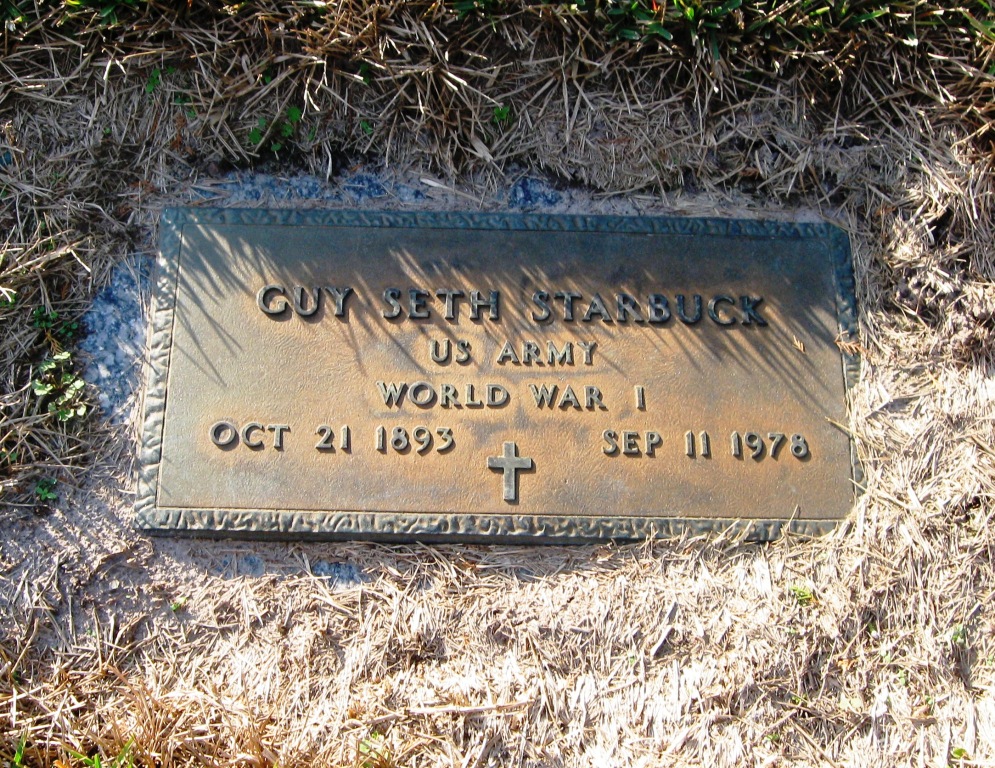 GUY SETH STARBUCK
US ARMY
WORLD WAR I
OCT 21 1893 SEP 11 1978